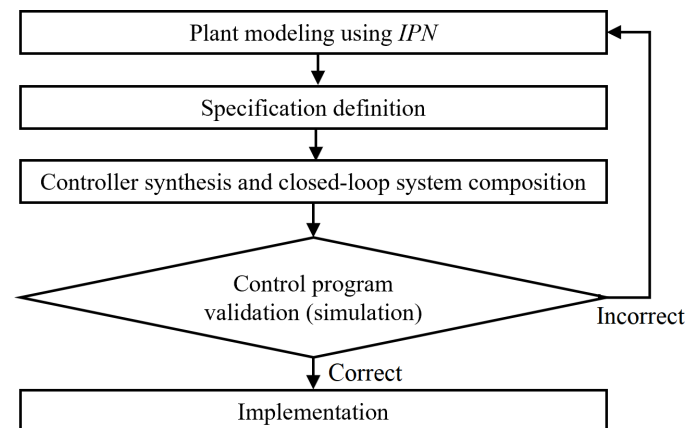 Plant modeling using IPN
Specification definition
Controller synthesis and closed-loop system composition
Control program
validation (simulation)
Incorrect
Correct
Implementation